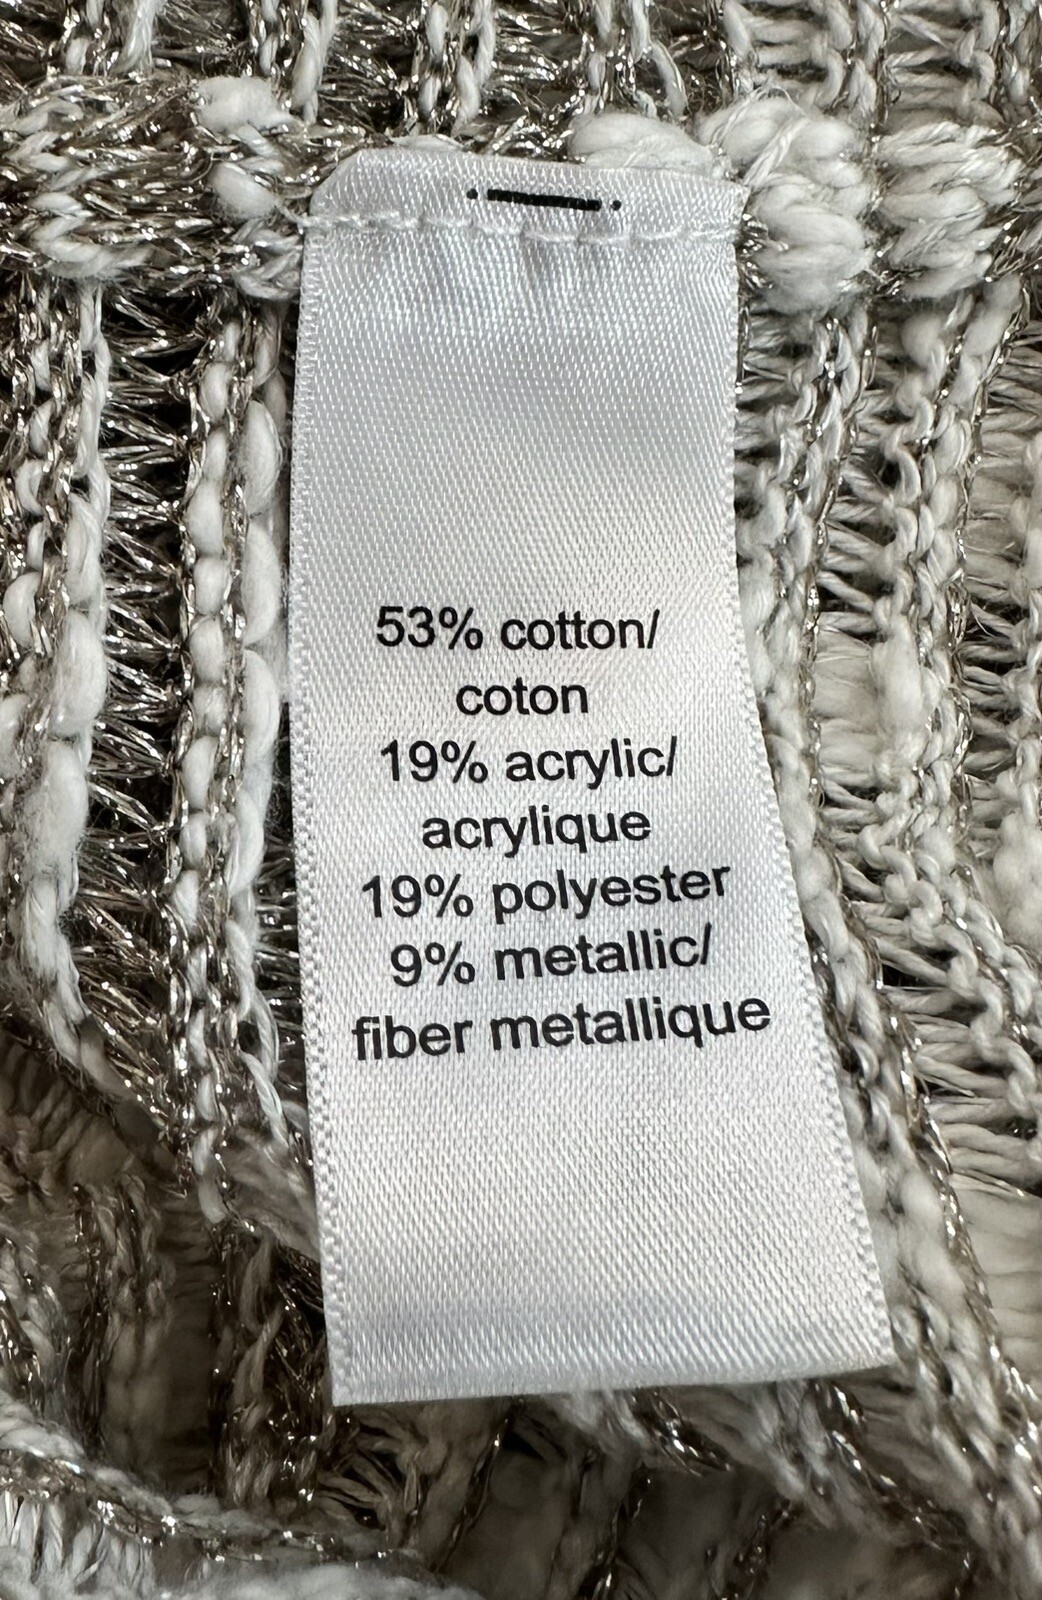 53% cotton/
coton
19% acrylic/
acrylique
19% polyester
9% metallic/
fiber metallique